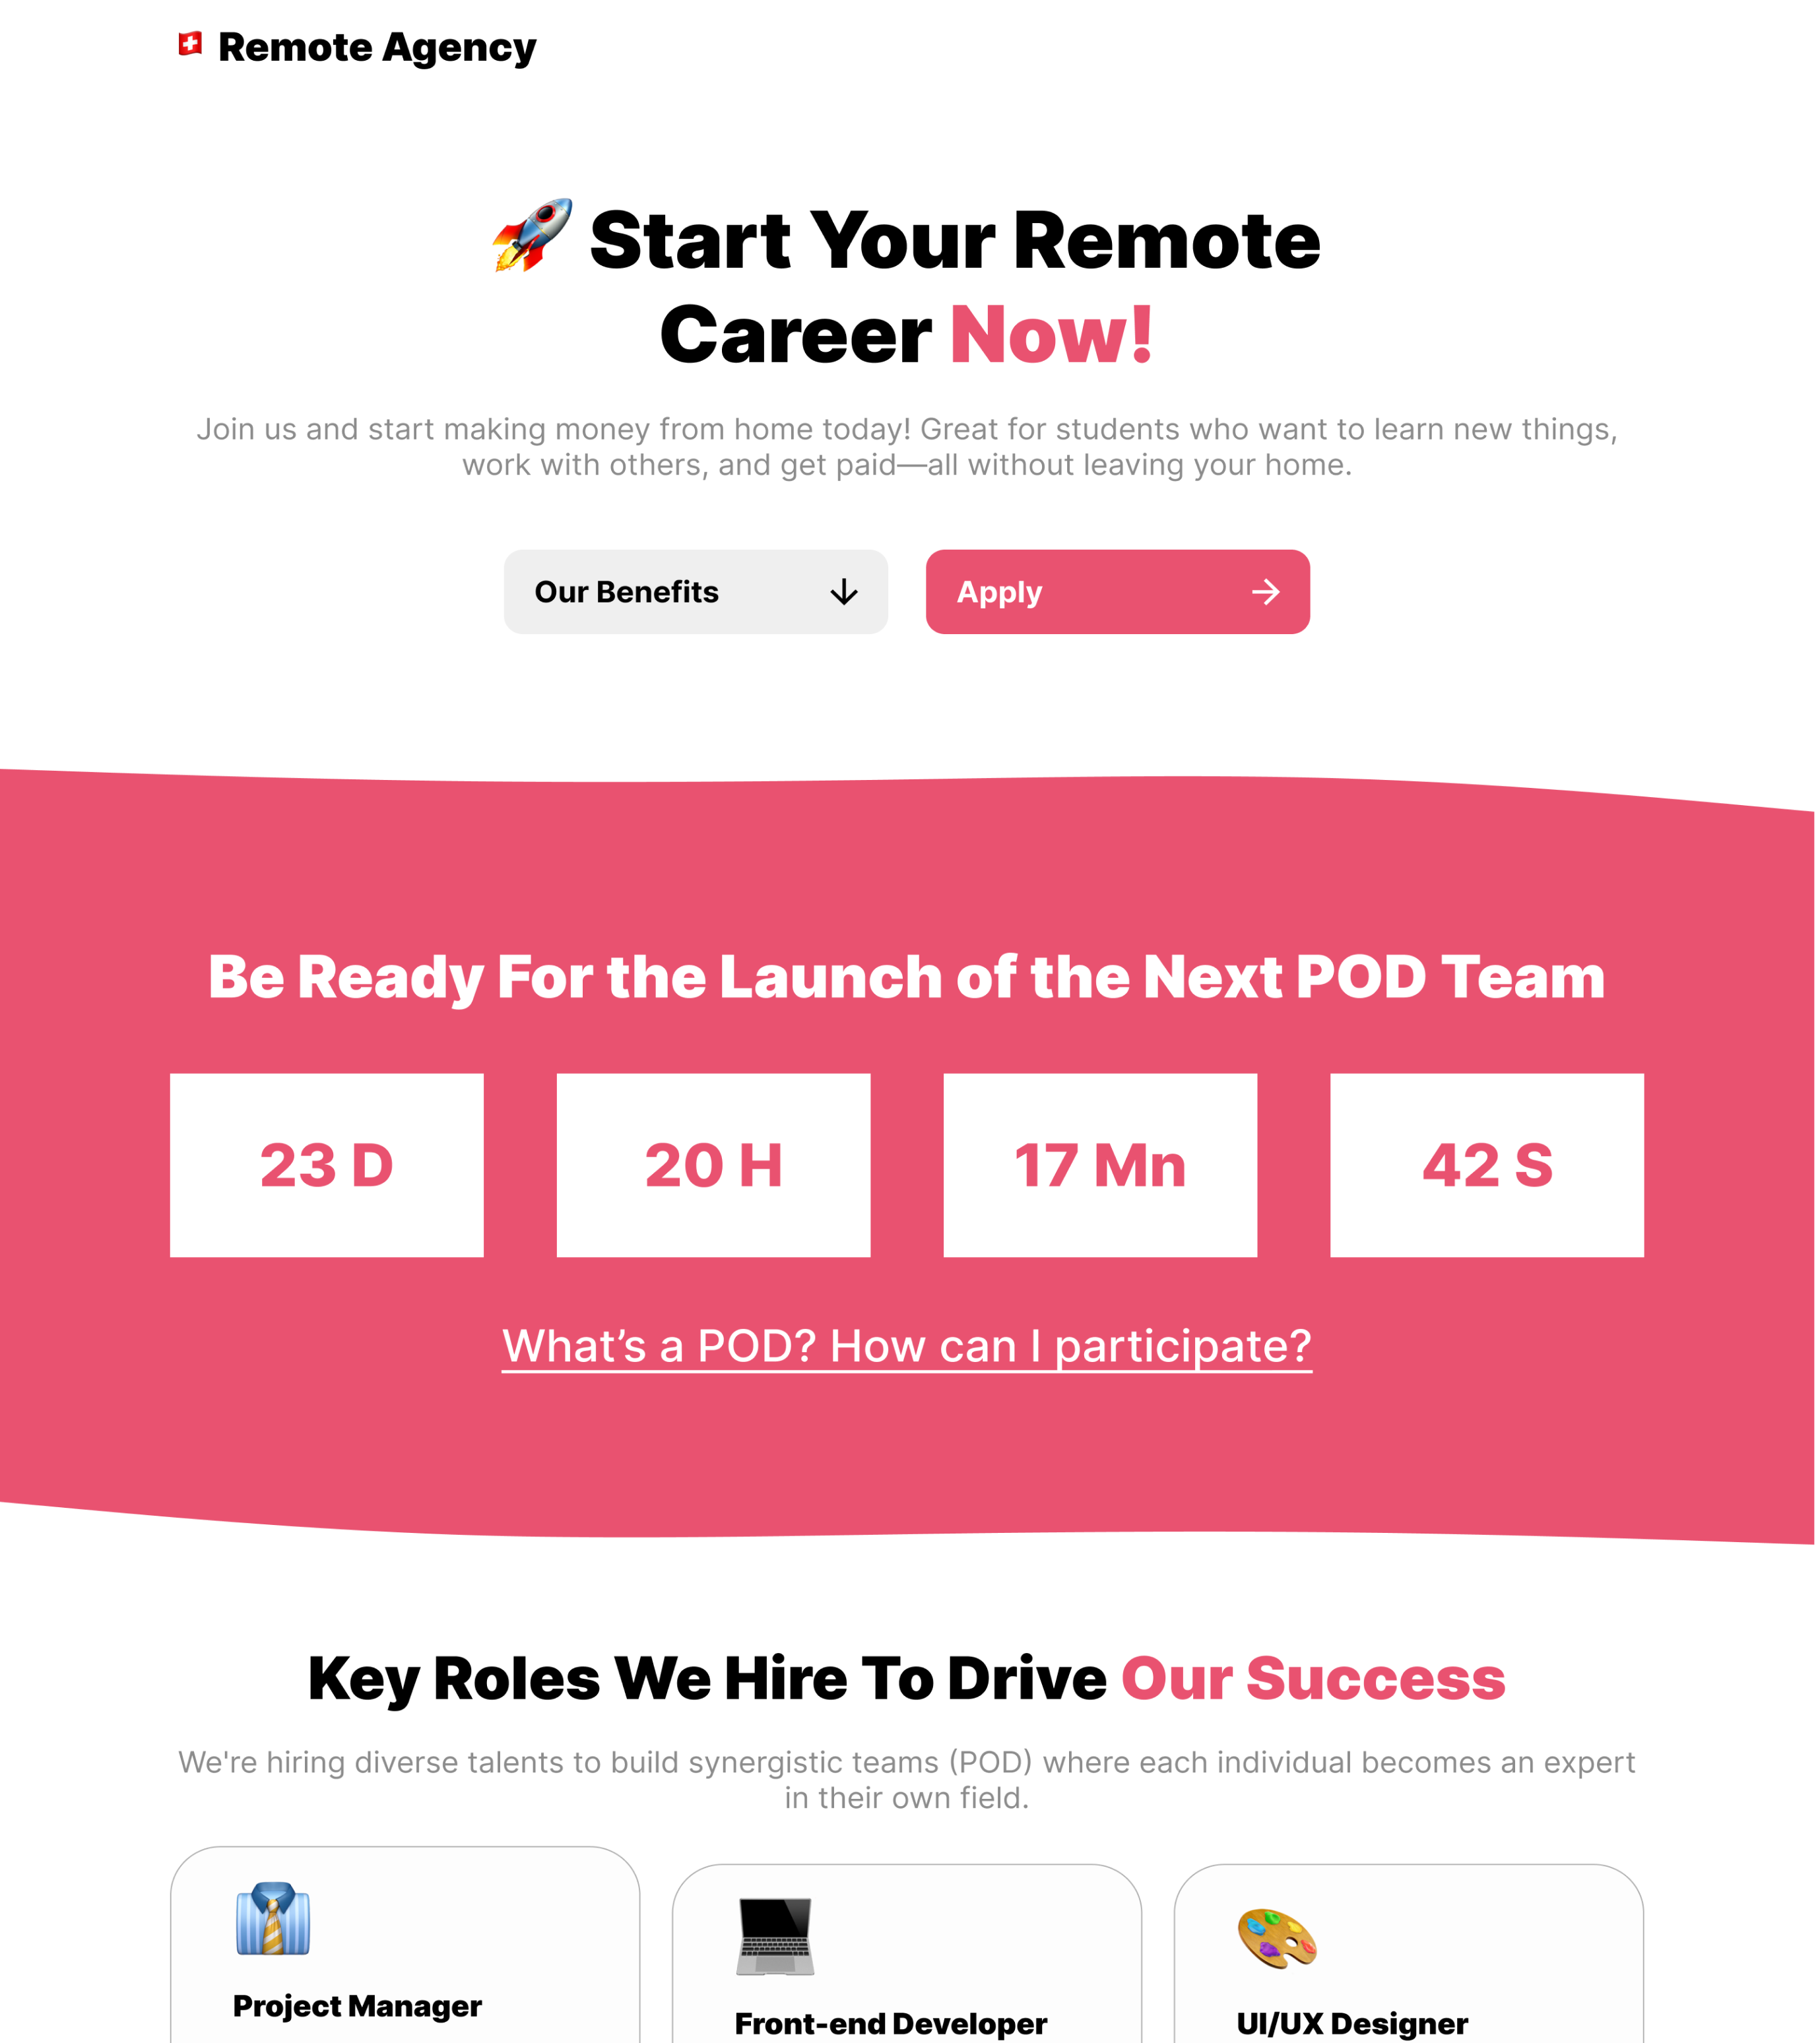 Remote Agency
Start Your Remote
Career Now!
Join us and start making money from home today! Great for students who want to learn new things,
work with others, and get paid—all without leaving your home.
Our Benefits
Apply
Be Ready For the Launch of the Next POD Team
23 D
20 H
17 Mn
42 S
What’s a POD? How can I participate?
Key Roles We Hire To Drive Our Success
We're hiring diverse talents to build synergistic teams (POD) where each individual becomes an expert
in their own field.
Project Manager
Front-end Developer
UI/UX Designer